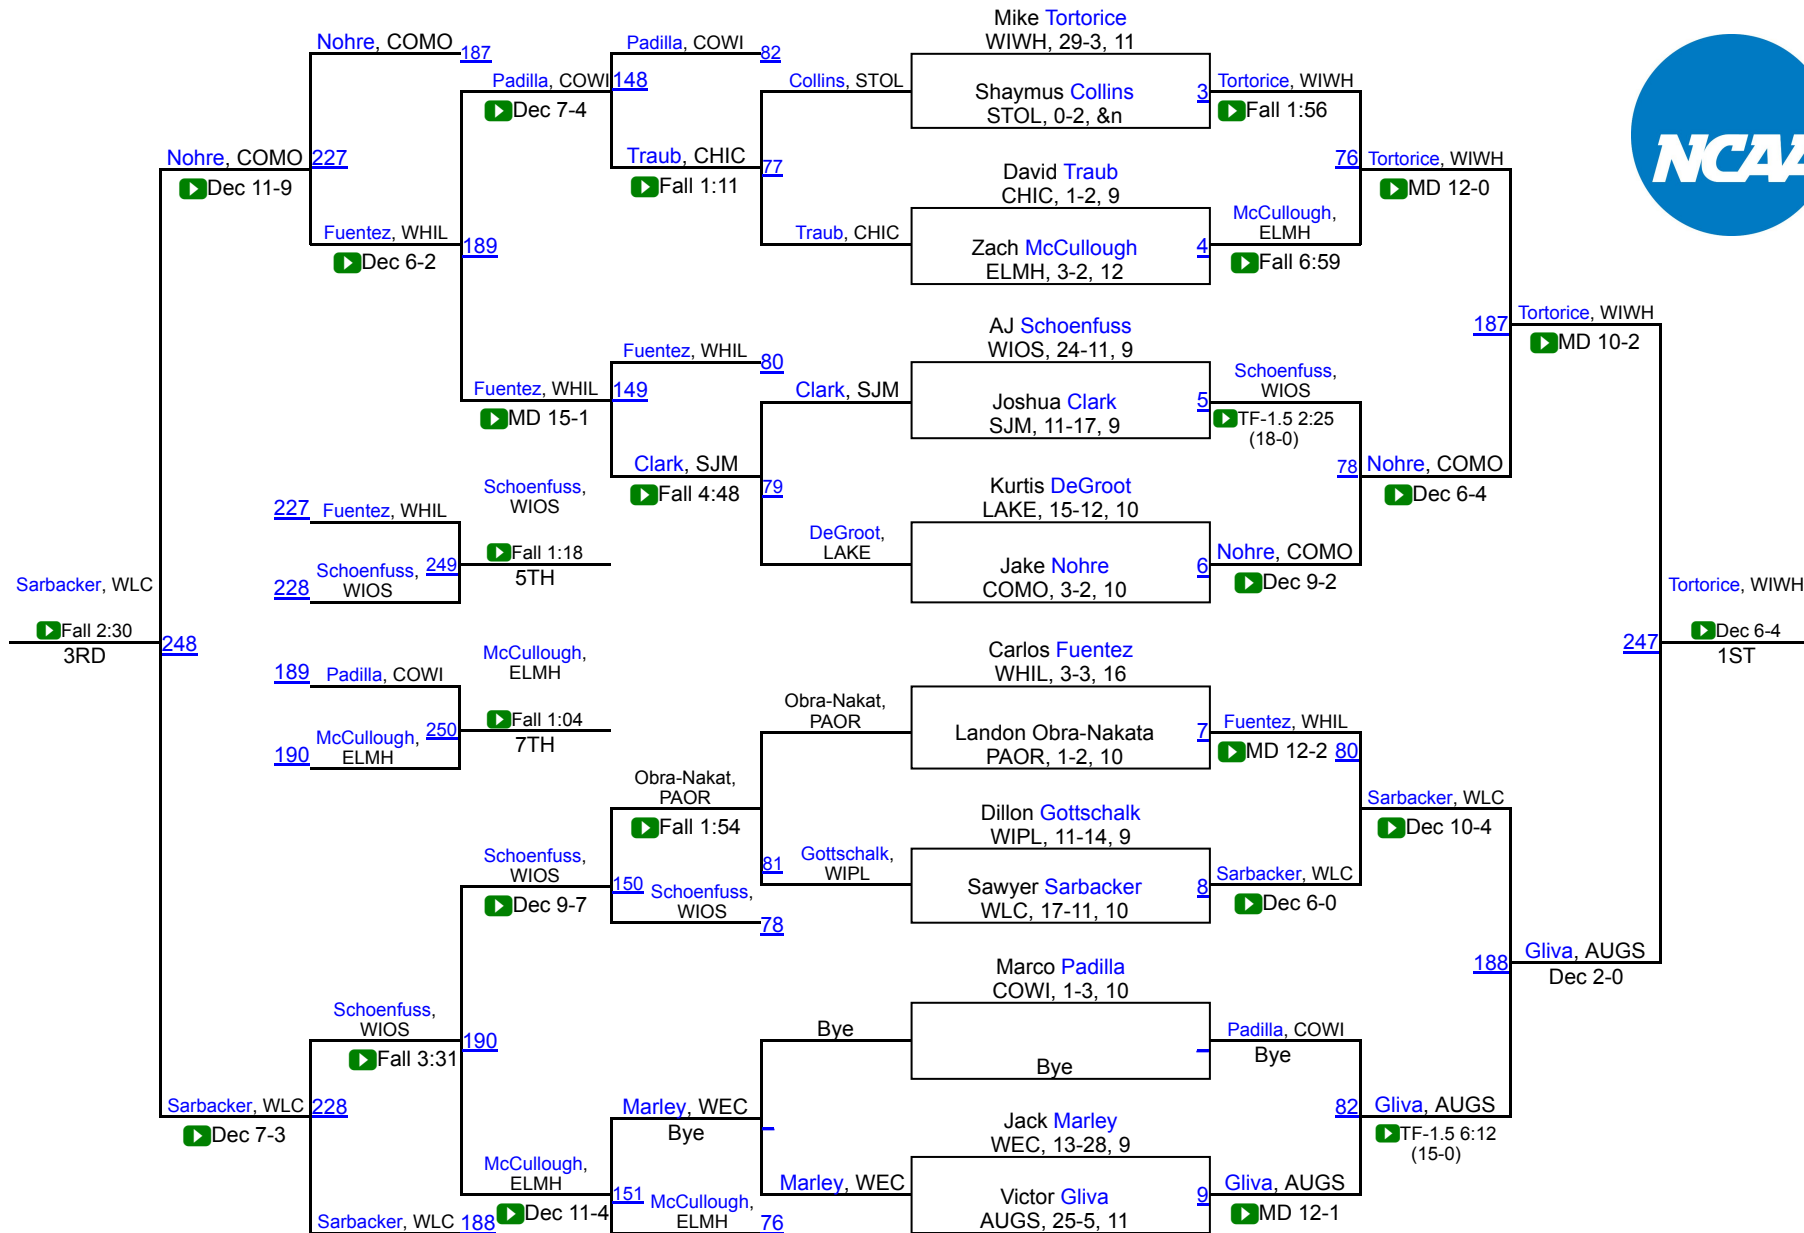 Nohre, COMO
187
Padilla, COWI
148
Dec 7-4
Padilla, COWI
82
Traub, CHIC
77
Fall 1:11
Collins, STOL
Traub, CHIC
Nohre, COMO
227
Dec 11-9
Fuentez, WHIL
189
Dec 6-2
Fuentez, WHIL
149
MD 15-1
Fuentez, WHIL
80
Clark, SJM
79
Fall 4:48
Clark, SJM
DeGroot,
LAKE
227
Fuentez, WHIL
228
Schoenfuss,
WIOS
249
Schoenfuss,
WIOS
Fall 1:18
5TH
Sarbacker, WLC
Fall 2:30
3RD
248
189
Padilla, COWI
190
McCullough,
ELMH
250
McCullough,
ELMH
Fall 1:04
7TH
Obra-Nakat,
PAOR
Gottschalk,
WIPL
81
Obra-Nakat,
PAOR
Fall 1:54
Schoenfuss,
WIOS
78
Schoenfuss,
WIOS
150
Dec 9-7
Schoenfuss,
WIOS
190
Fall 3:31
Bye
Marley, WEC
Marley, WEC
Bye
McCullough,
ELMH
151
Dec 11-4
McCullough,
ELMH
76
Sarbacker, WLC
228
Dec 7-3
Sarbacker, WLC
188
Mike Tortorice
WIWH, 29-3, 11
Shaymus Collins
STOL, 0-2, &n
3
Tortorice, WIWH
Fall 1:56
David Traub
CHIC, 1-2, 9
Zach McCullough
ELMH, 3-2, 12
4
McCullough,
ELMH
Fall 6:59
76
Tortorice, WIWH
MD 12-0
AJ Schoenfuss
WIOS, 24-11, 9
Joshua Clark
SJM, 11-17, 9
5
Schoenfuss,
WIOS
TF-1.5 2:25
(18-0)
Kurtis DeGroot
LAKE, 15-12, 10
Jake Nohre
COMO, 3-2, 10
6
Nohre, COMO
Dec 9-2
78
Nohre, COMO
Dec 6-4
187
Tortorice, WIWH
MD 10-2
Carlos Fuentez
WHIL, 3-3, 16
Landon Obra-Nakata
PAOR, 1-2, 10
7
Fuentez, WHIL
MD 12-2
80
Dillon Gottschalk
WIPL, 11-14, 9
Sawyer Sarbacker
WLC, 17-11, 10
8
Sarbacker, WLC
Dec 6-0
Sarbacker, WLC
Dec 10-4
Marco Padilla
COWI, 1-3, 10
Bye
Padilla, COWI
Bye
Jack Marley
WEC, 13-28, 9
Victor Gliva
AUGS, 25-5, 11
9
Gliva, AUGS
MD 12-1
82
Gliva, AUGS
TF-1.5 6:12
(15-0)
188
Gliva, AUGS
Dec 2-0
247
Tortorice, WIWH
Dec 6-4
1ST
NCAA